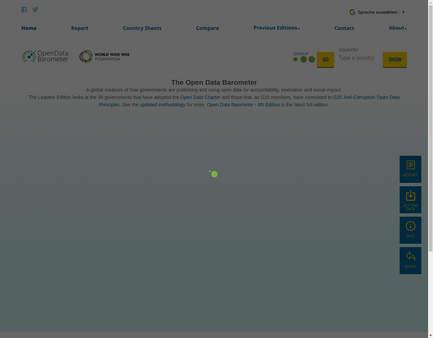 Sprache auswählen ▼
Home Report Country Sheets Compare Previous Editions▾ Contact About▾
OpenData
Barometer
WORLD WIDE WEB
FOUNDATION
COUNTRY
Type a country
GO
The Open Data Barometer
A global measure of how governments are publishing and using open data for accountability, innovation and social impact.
The Leaders Edition looks at the 30 governments that have adopted the Open Data Charter and those that, as G20 members, have committed to G20 Anti-Corruption Open Data
Principles. See the updated methodology for more. Open Data Barometer - 4th Edition is the latest full edition.